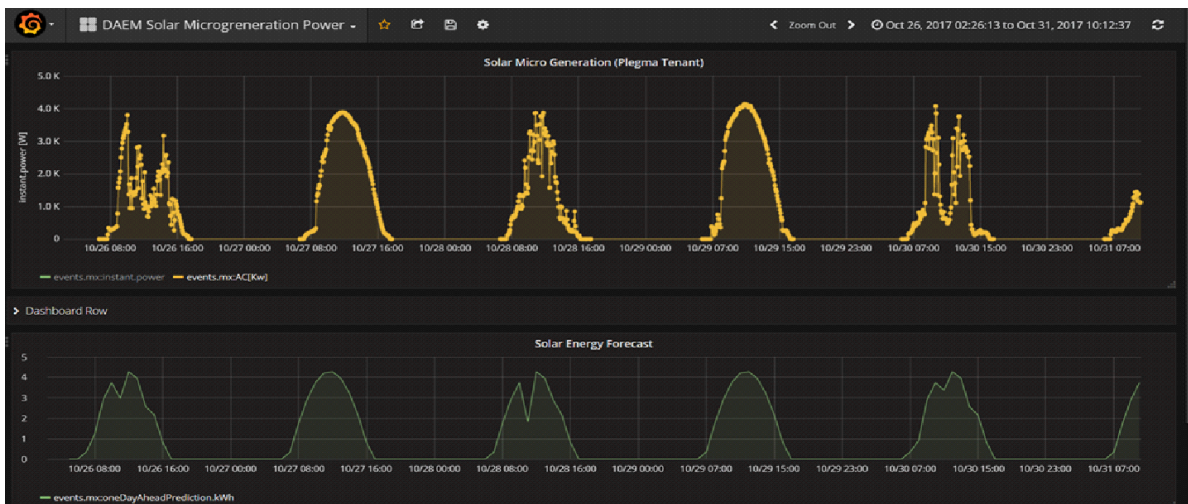 DAEM Solar Microgreneration Power
Zoom Out
Oct 26, 2017 02:26:13 to Oct 31, 2017 10:12:37
Solar Micro Generation (Plegma Tenant)
instant.power [W]
5.0 K
4.0 K
3.0 K
2.0 K
1.0 K
0
10/26 08:00 10/26 16:00 10/27 00:00 10/27 08:00 10/27 16:00 10/28 00:00 10/28 08:00 10/28 16:00 10/29 00:00 10/29 07:00 10/29 15:00 10/29 23:00 10/30 07:00 10/30 15:00 10/30 23:00 10/31 07:00
events.mx:instant.power events.mx:AC[Kw]
Dashboard Row
Solar Energy Forecast
5
4
3
2
1
0
10/26 08:00 10/26 16:00 10/27 00:00 10/27 08:00 10/27 16:00 10/28 00:00 10/28 08:00 10/28 16:00 10/29 00:00 10/29 07:00 10/29 15:00 10/29 23:00 10/30 07:00 10/30 15:00 10/30 23:00 10/31 07:00
events.mx:oneDayAheadPrediction.kWh